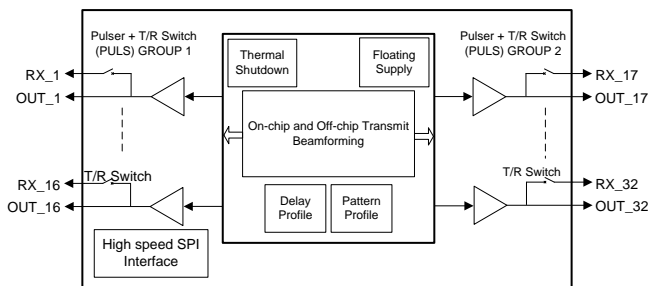 Pulser + T/R Switch
(PULS) GROUP 1
RX_1
OUT_1
RX_16
T/R Switch
OUT_16
High speed SPI
Interface
Thermal
Shutdown
Floating
Supply
On-chip and Off-chip Transmit
Beamforming
Delay
Profile
Pattern
Profile
Pulser + T/R Switch
(PULS) GROUP 2
RX_17
OUT_17
T/R Switch
RX_32
OUT_32